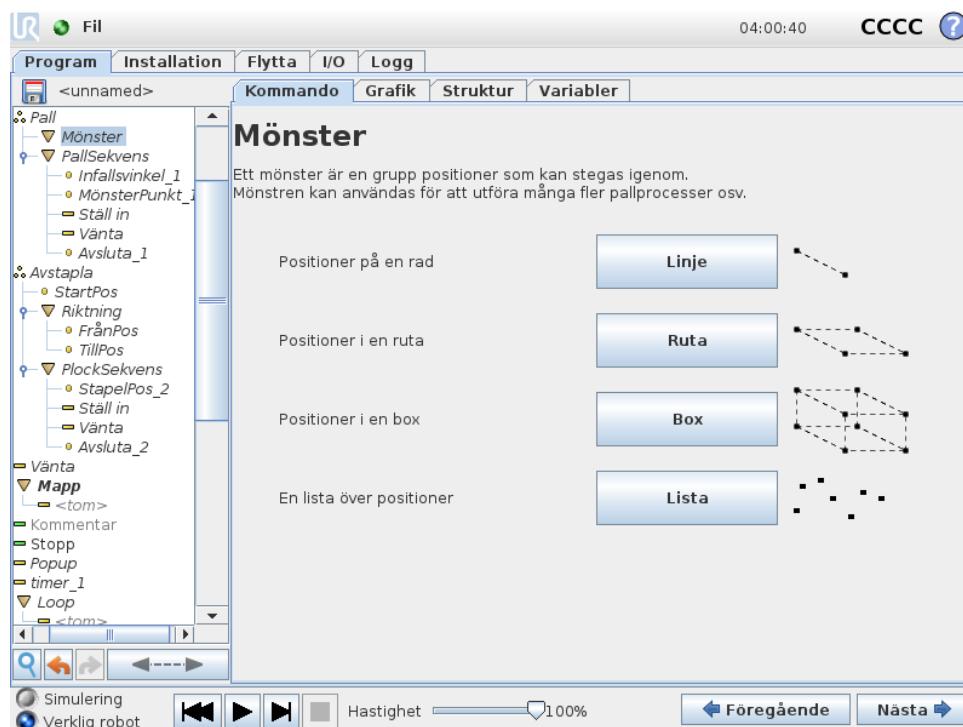 UR Fil 04:00:40 CCCC ?
Program Installation Flytta I/O Logg
<unnamed>
Kommando Grafik Struktur Variabler
Pall
Mönster
PallSekvens
Infallsvinkel_1
MönsterPunkt_1
Ställ in
Vänta
Avsluta_1
Avstapla
StartPos
Riktning
FrånPos
TillPos
PlockSekvens
StapelPos_2
Ställ in
Vänta
Avsluta_2
Vänta
Mapp
<tom>
Kommentar
Stopp
Popup
timer_1
Loop
<tom>
Mönster
Ett mönster är en grupp positioner som kan stegas igenom.
Mönstren kan användas för att utföra många fler pallprocesser osv.
Positioner på en rad Linje
Positioner i en ruta Ruta
Positioner i en box Box
En lista över positioner Lista
Simulering
Verklig robot
Hastighet 100%
Föregående Nästa